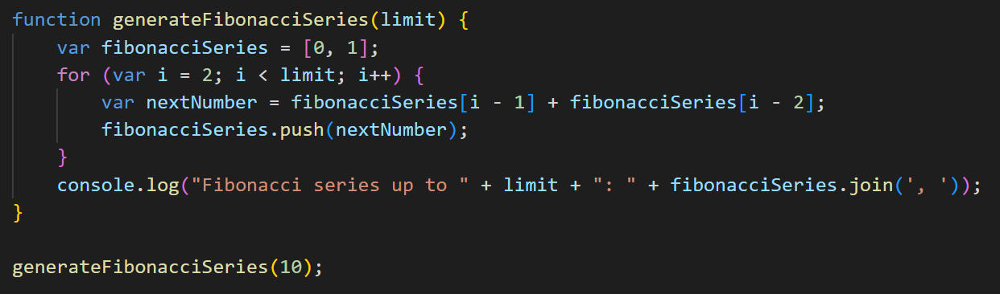 function generateFibonacciSeries(limit) {
    var fibonacciSeries = [0, 1];
    for (var i = 2; i < limit; i++) {
        var nextNumber = fibonacciSeries[i - 1] + fibonacciSeries[i - 2];
        fibonacciSeries.push(nextNumber);
    }
    console.log("Fibonacci series up to " + limit + ": " + fibonacciSeries.join(', '));
}

generateFibonacciSeries(10);